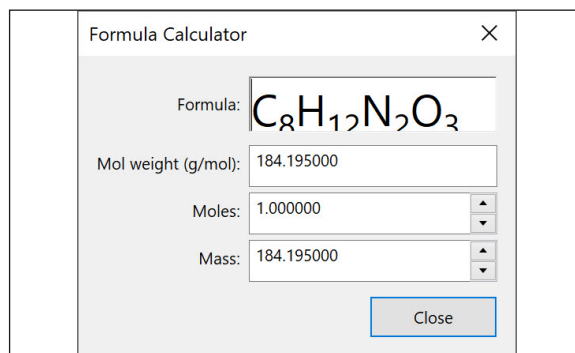 Formula Calculator
Formula: C₈H₁₂N₂O₃
Mol weight (g/mol): 184.195000
Moles: 1.000000
Mass: 184.195000
Close